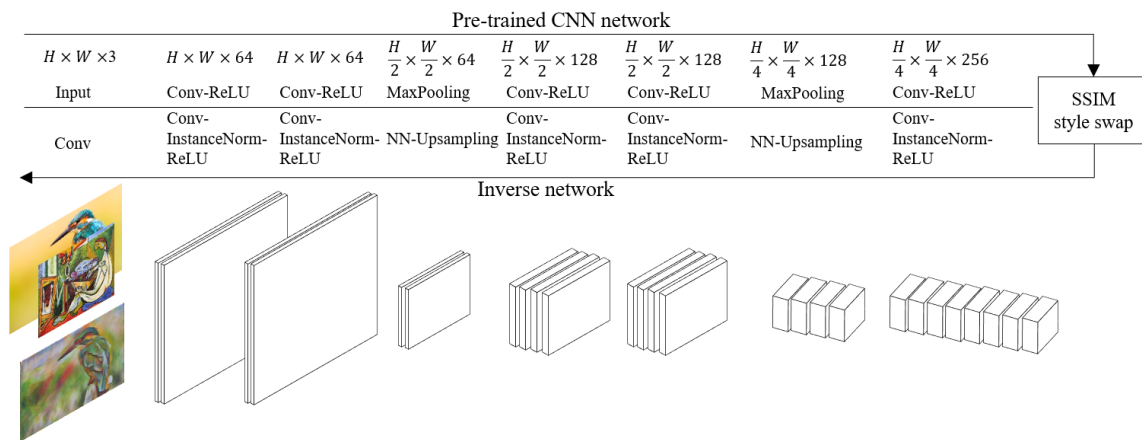 Pre-trained CNN network
H × W ×3 H × W × 64 H × W × 64 H/2 × W/2 × 64 H/2 × W/2 × 128 H/2 × W/2 × 128 H/4 × W/4 × 128 H/4 × W/4 × 256
Input Conv-ReLU Conv-ReLU MaxPooling Conv-ReLU Conv-ReLU MaxPooling Conv-ReLU
SSIM
style swap
Conv
Conv-
InstanceNorm-
ReLU
Conv-
InstanceNorm-
ReLU
NN-Upsampling
Conv-
InstanceNorm-
ReLU
Conv-
InstanceNorm-
ReLU
NN-Upsampling
Conv-
InstanceNorm-
ReLU
Inverse network